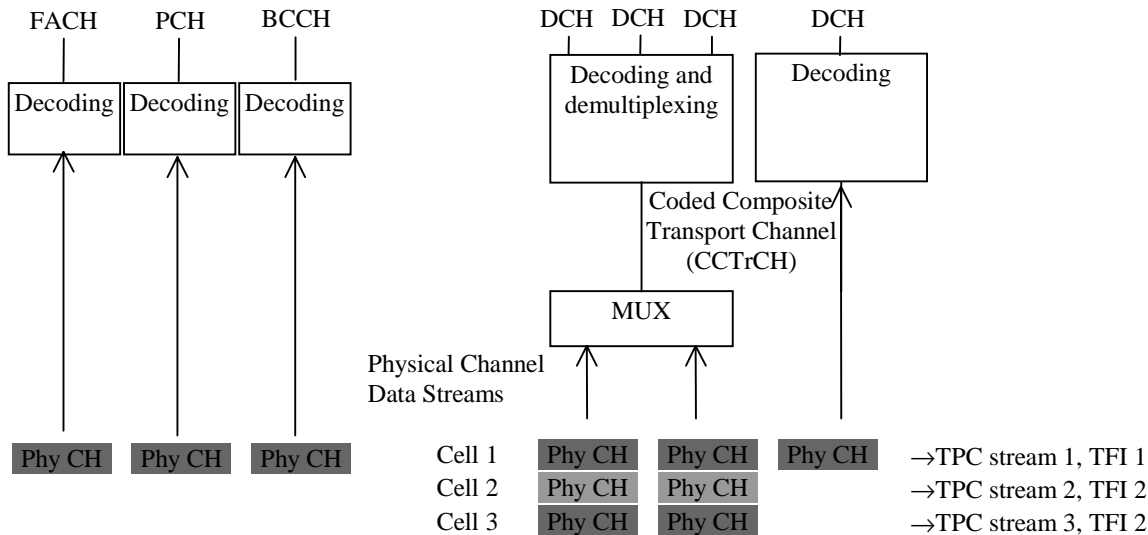 FACH PCH BCCH DCH DCH DCH DCH
Decoding Decoding Decoding
Decoding and
demultiplexing
Decoding
Coded Composite
Transport Channel
(CCTrCH)
MUX
Physical Channel
Data Streams
Phy CH Phy CH Phy CH
Cell 1 Phy CH Phy CH Phy CH →TPC stream 1, TFI 1
Cell 2 Phy CH Phy CH →TPC stream 2, TFI 2
Cell 3 Phy CH Phy CH →TPC stream 3, TFI 2